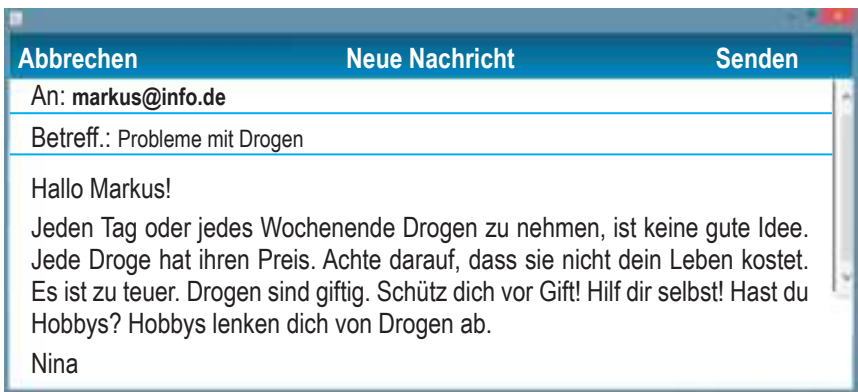 Abbrechen Neue Nachricht Senden
An: markus@info.de
Betreff.: Probleme mit Drogen
Hallo Markus!
Jeden Tag oder jedes Wochenende Drogen zu nehmen, ist keine gute Idee.
Jede Droge hat ihren Preis. Achte darauf, dass sie nicht dein Leben kostet.
Es ist zu teuer. Drogen sind giftig. Schütz dich vor Gift! Hilf dir selbst! Hast du
Hobbys? Hobbys lenken dich von Drogen ab.
Nina